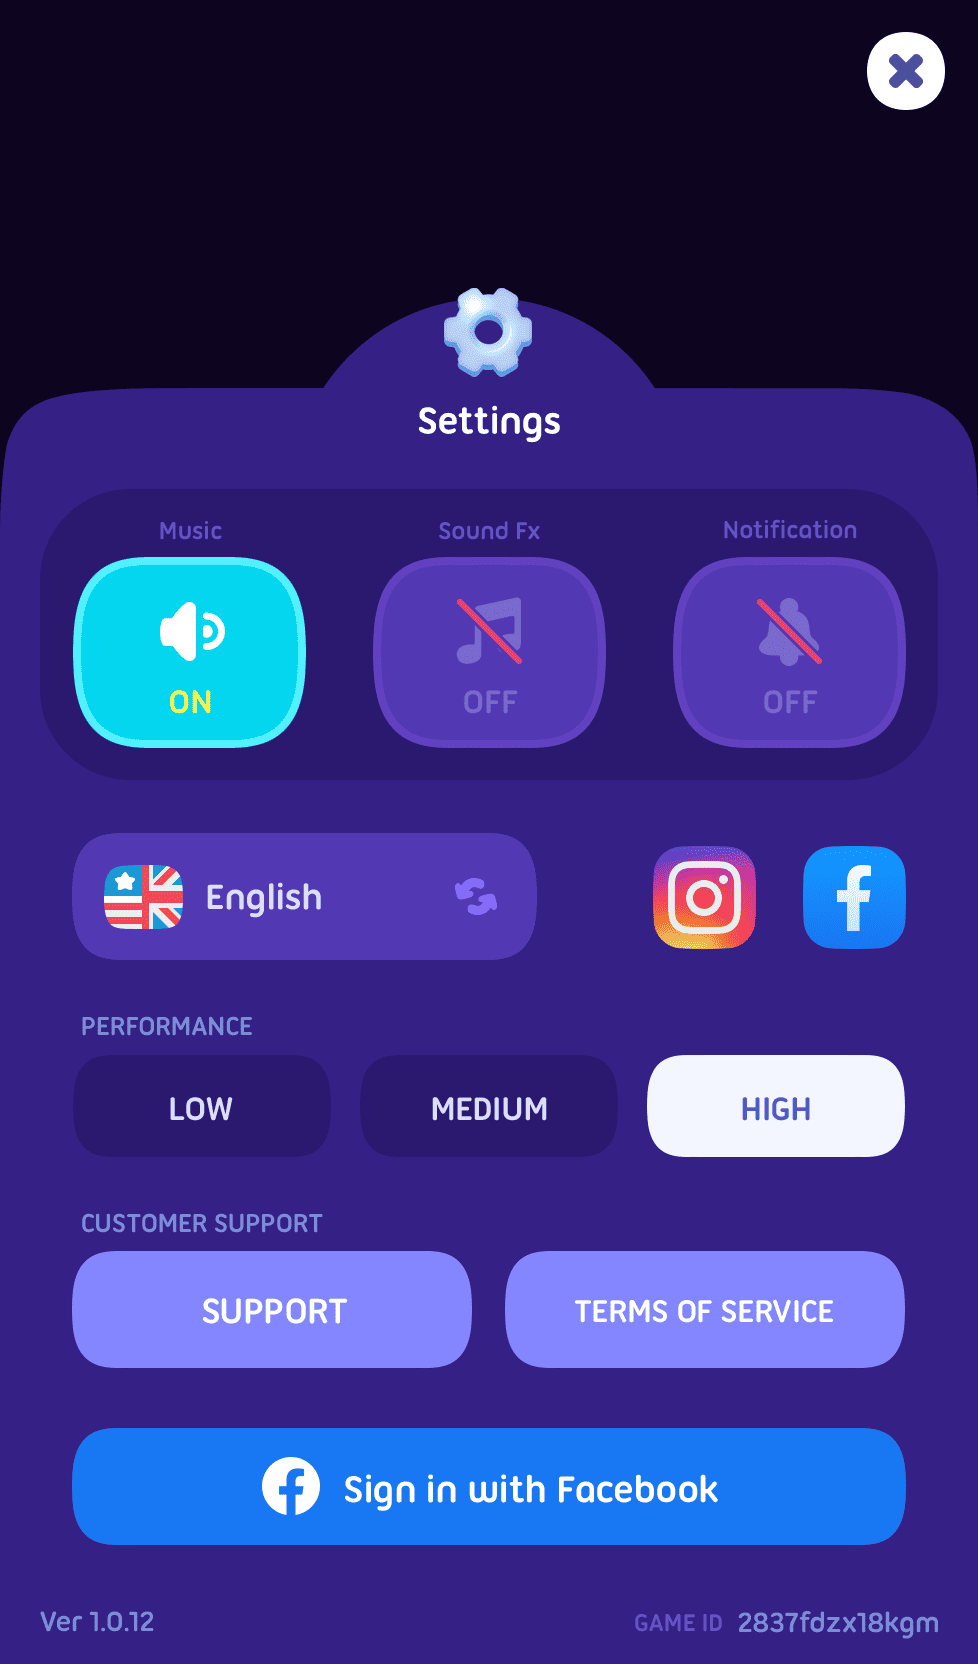 Settings
Music
Sound Fx
Notification
ON
OFF
OFF
English
PERFORMANCE
LOW
MEDIUM
HIGH
CUSTOMER SUPPORT
SUPPORT
TERMS OF SERVICE
Sign in with Facebook
Ver 1.0.12
GAME ID 2837fdzx18kgm